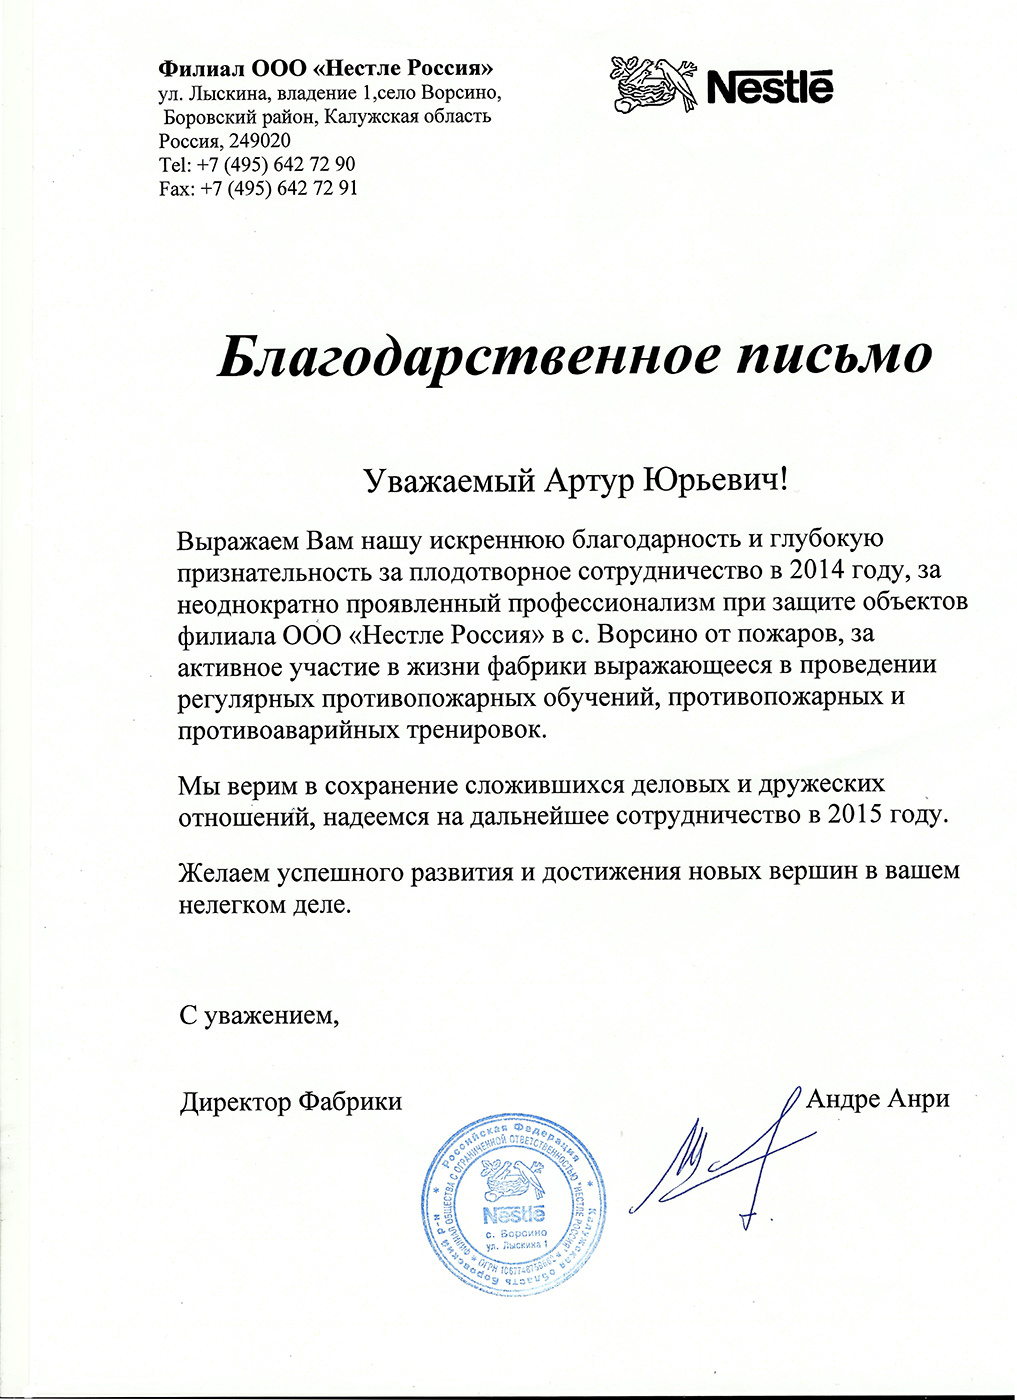 Филиал ООО «Нестле Россия»
ул. Лыскина, владение 1,село Ворсино,
Боровский район, Калужская область
Россия, 249020
Tel: +7 (495) 642 72 90
Fax: +7 (495) 642 72 91
Nestlé
Благодарственное письмо
Уважаемый Артур Юрьевич!
Выражаем Вам нашу искреннюю благодарность и глубокую
признательность за плодотворное сотрудничество в 2014 году, за
неоднократно проявленный профессионализм при защите объектов
филиала ООО «Нестле Россия» в с. Ворсино от пожаров, за
активное участие в жизни фабрики выражающееся в проведении
регулярных противопожарных обучений, противопожарных и
противоаварийных тренировок.
Мы верим в сохранение сложившихся деловых и дружеских
отношений, надеемся на дальнейшее сотрудничество в 2015 году.
Желаем успешного развития и достижения новых вершин в вашем
нелегком деле.
С уважением,
Директор Фабрики
Андре Анри
Российская Федерация * Калужская область Боровский р-н *
ФИЛИАЛ ОБЩЕСТВА С ОГРАНИЧЕННОЙ ОТВЕТСТВЕННОСТЬЮ "НЕСТЛЕ РОССИЯ" * ОГРН
Nestlé
с. Ворсино
ул. Лыскина 1